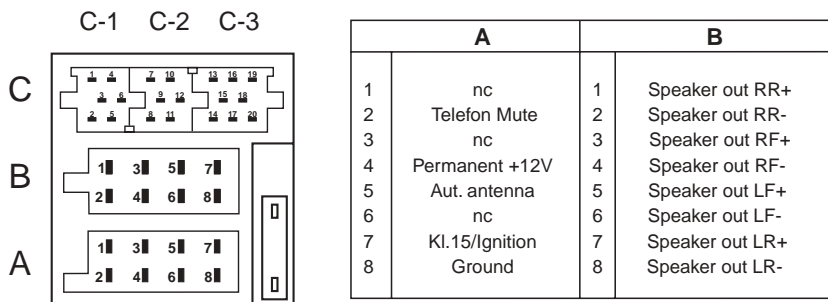 C-1 C-2 C-3
C
1 4 7 10 13 16 19
3 6 9 12 15 18
2 5 8 11 14 17 20
B
1 3 5 7
2 4 6 8
A
1 3 5 7
2 4 6 8
A B
1 nc 1 Speaker out RR+
2 Telefon Mute 2 Speaker out RR-
3 nc 3 Speaker out RF+
4 Permanent +12V 4 Speaker out RF-
5 Aut. antenna 5 Speaker out LF+
6 nc 6 Speaker out LF-
7 Kl.15/Ignition 7 Speaker out LR+
8 Ground 8 Speaker out LR-